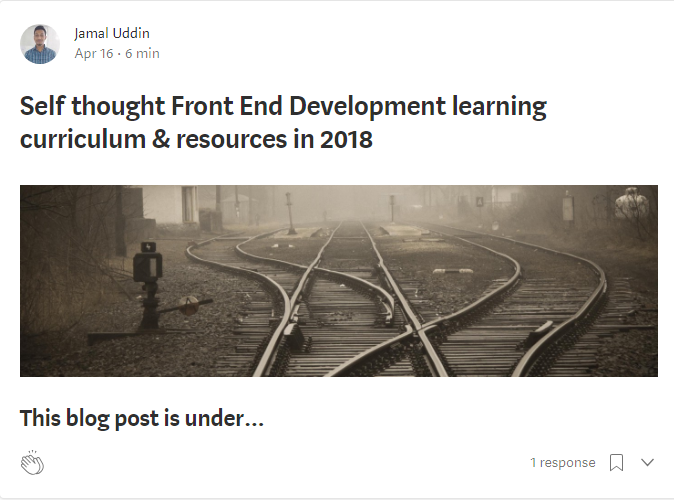 Jamal Uddin
Apr 16 · 6 min
Self thought Front End Development learning
curriculum & resources in 2018
This blog post is under…
1 response